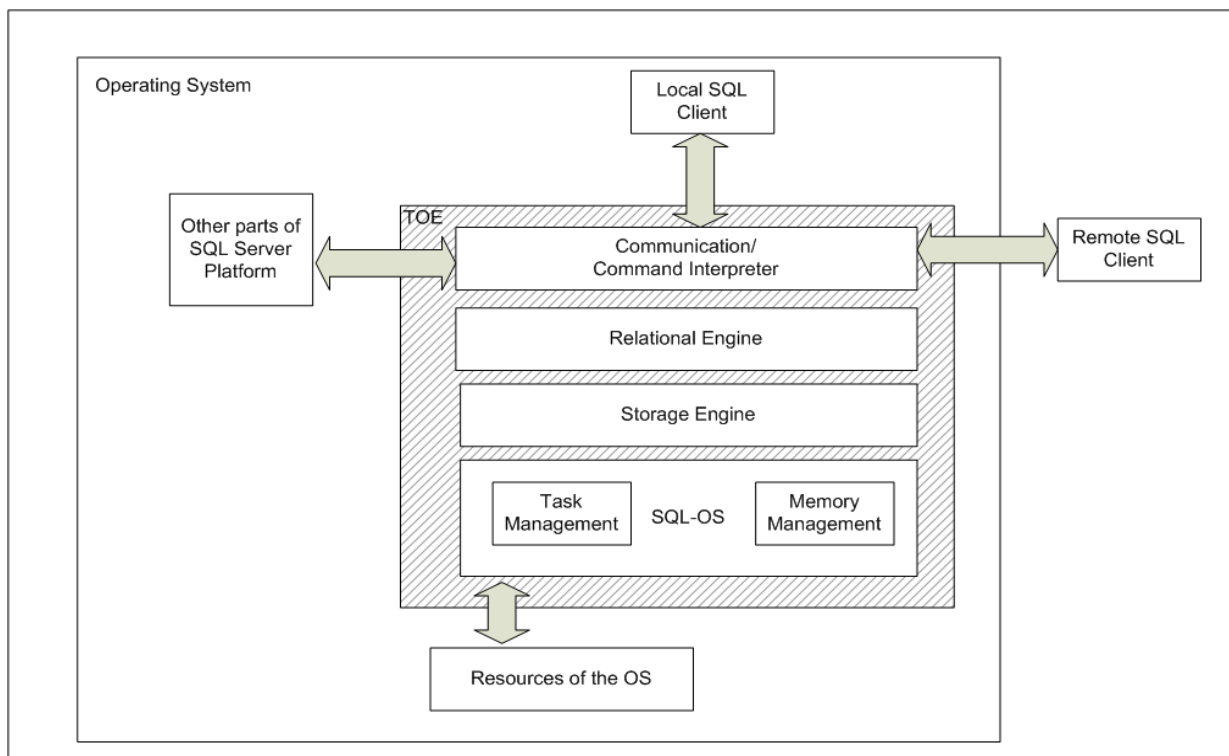 Operating System
Local SQL
Client
Other parts of
SQL Server
Platform
TOE
Communication/
Command Interpreter
Remote SQL
Client
Relational Engine
Storage Engine
Task
Management
SQL-OS
Memory
Management
Resources of the OS